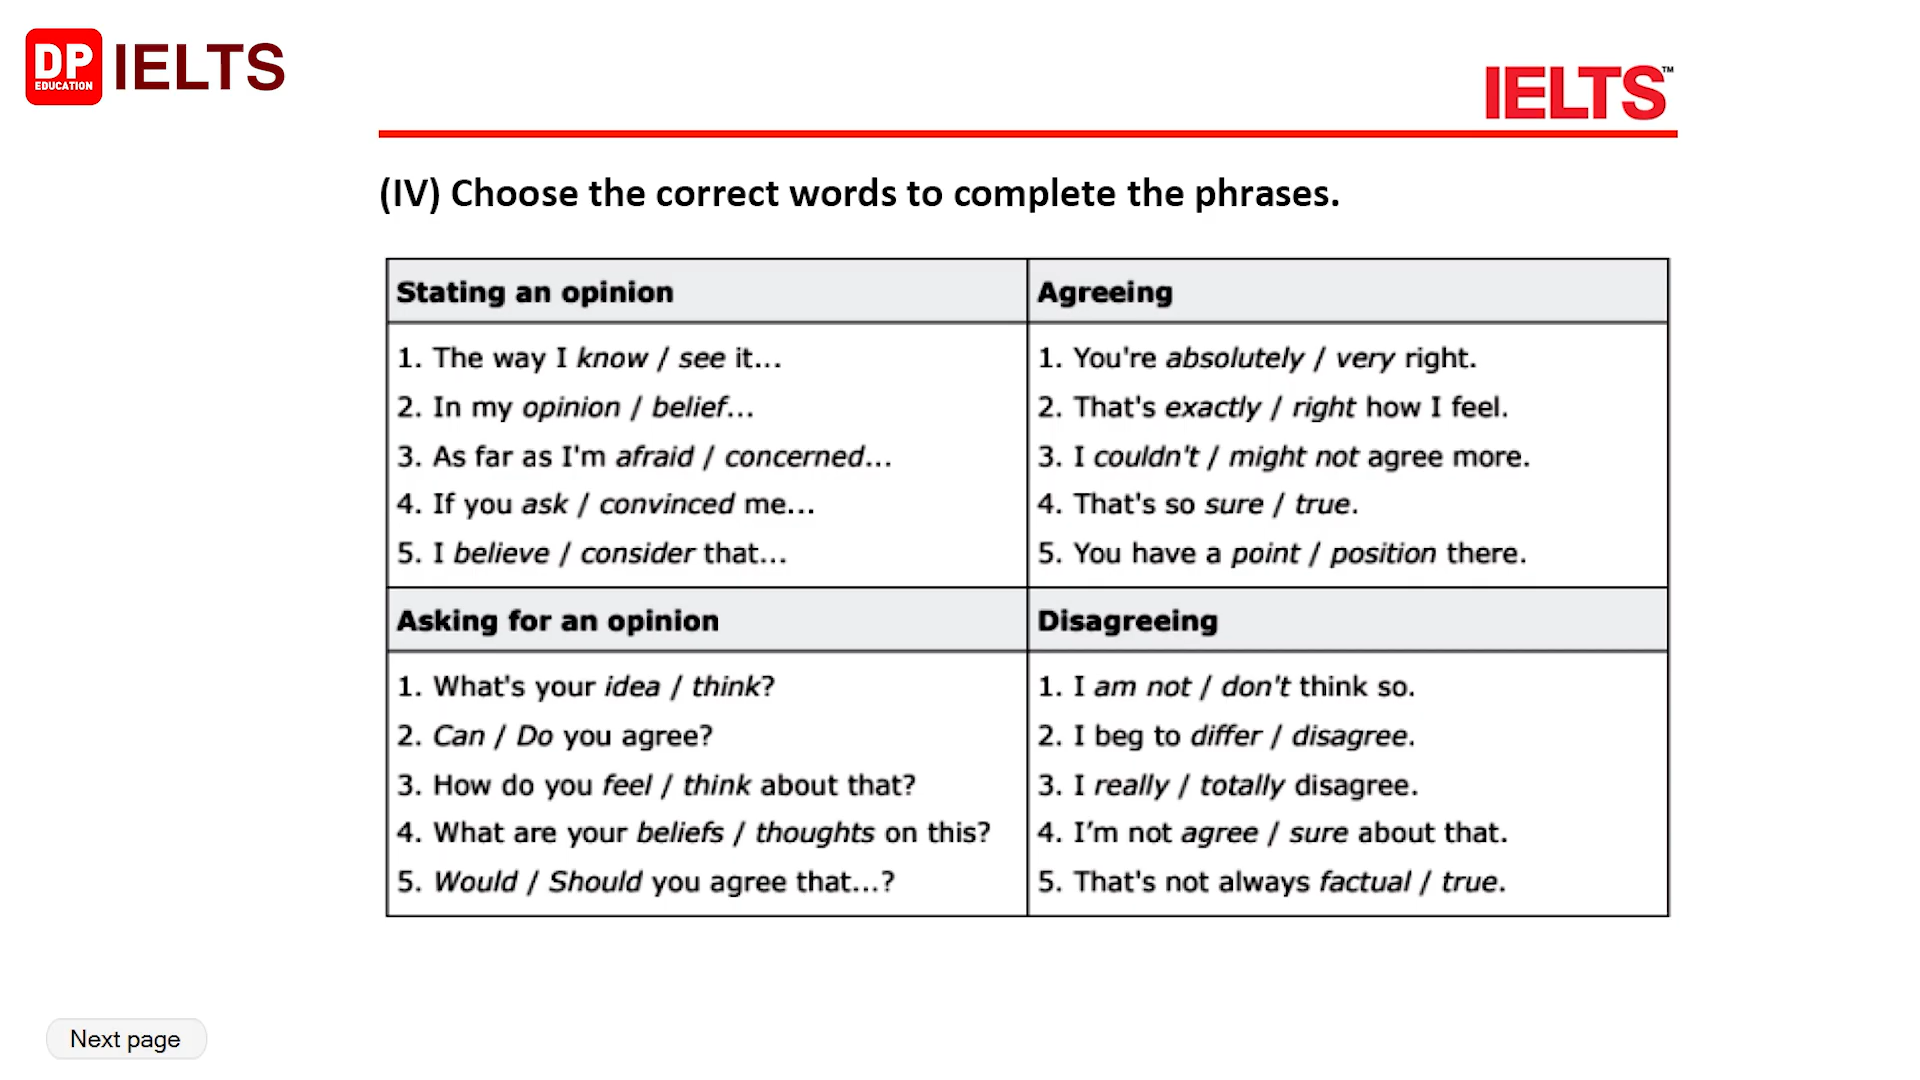 DP
EDUCATION
IELTS
IELTS™
(IV) Choose the correct words to complete the phrases.
Stating an opinion
1. The way I know / see it...
2. In my opinion / belief...
3. As far as I'm afraid / concerned...
4. If you ask / convinced me...
5. I believe / consider that...
Agreeing
1. You're absolutely / very right.
2. That's exactly / right how I feel.
3. I couldn't / might not agree more.
4. That's so sure / true.
5. You have a point / position there.
Asking for an opinion
1. What's your idea / think?
2. Can / Do you agree?
3. How do you feel / think about that?
4. What are your beliefs / thoughts on this?
5. Would / Should you agree that...?
Disagreeing
1. I am not / don't think so.
2. I beg to differ / disagree.
3. I really / totally disagree.
4. I’m not agree / sure about that.
5. That's not always factual / true.
Next page